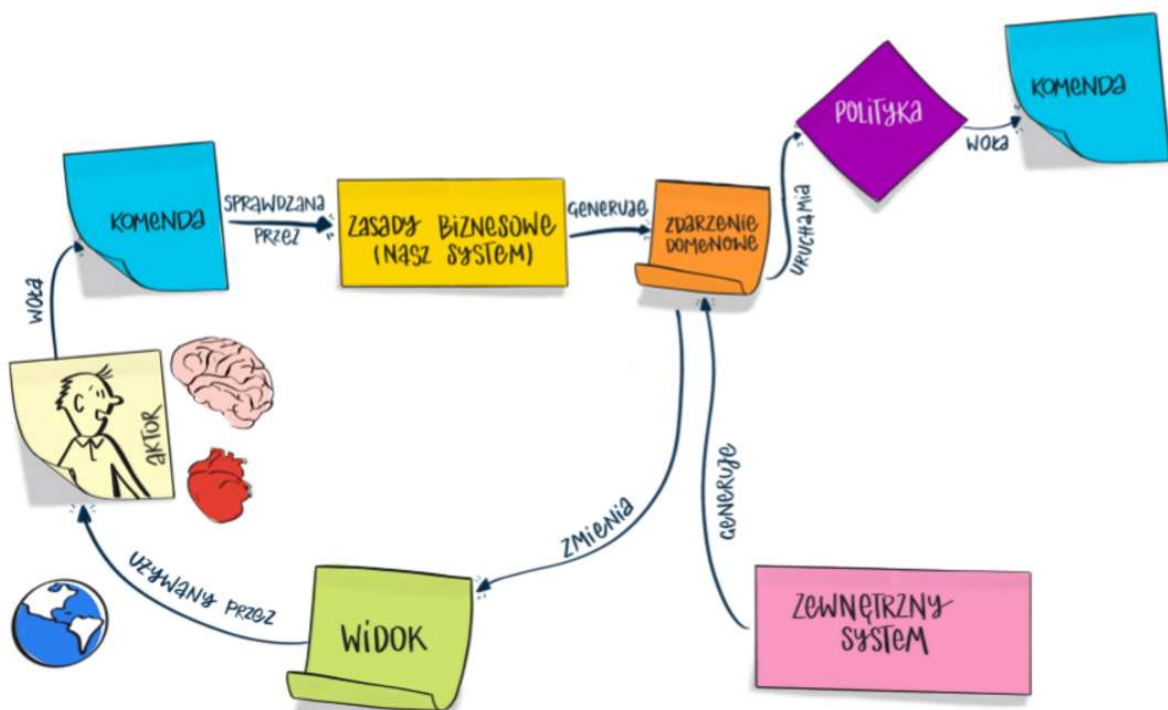 KOMENDA
POLITYKA
WOŁA
URUCHAMIA
KOMENDA
SPRAWDZANA
PRZEZ
ZASADY BIZNESOWE
(NASZ SYSTEM)
GENERUJE
ZDARZENIE
DOMENOWE
WOŁA
AKTOR
ZMIENIA
GENERUJE
UŻYWANY PRZEZ
WIDOK
ZEWNĘTRZNY
SYSTEM